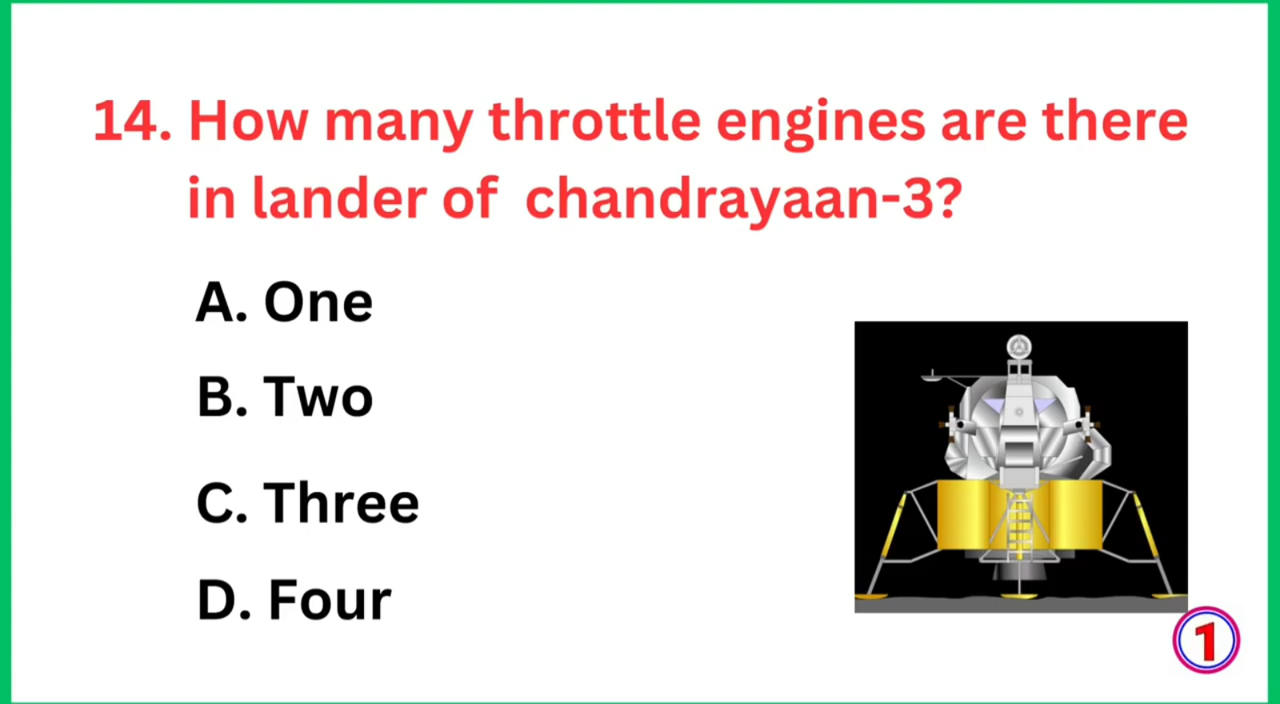 14. How many throttle engines are there
in lander of chandrayaan-3?
A. One
B. Two
C. Three
D. Four
1